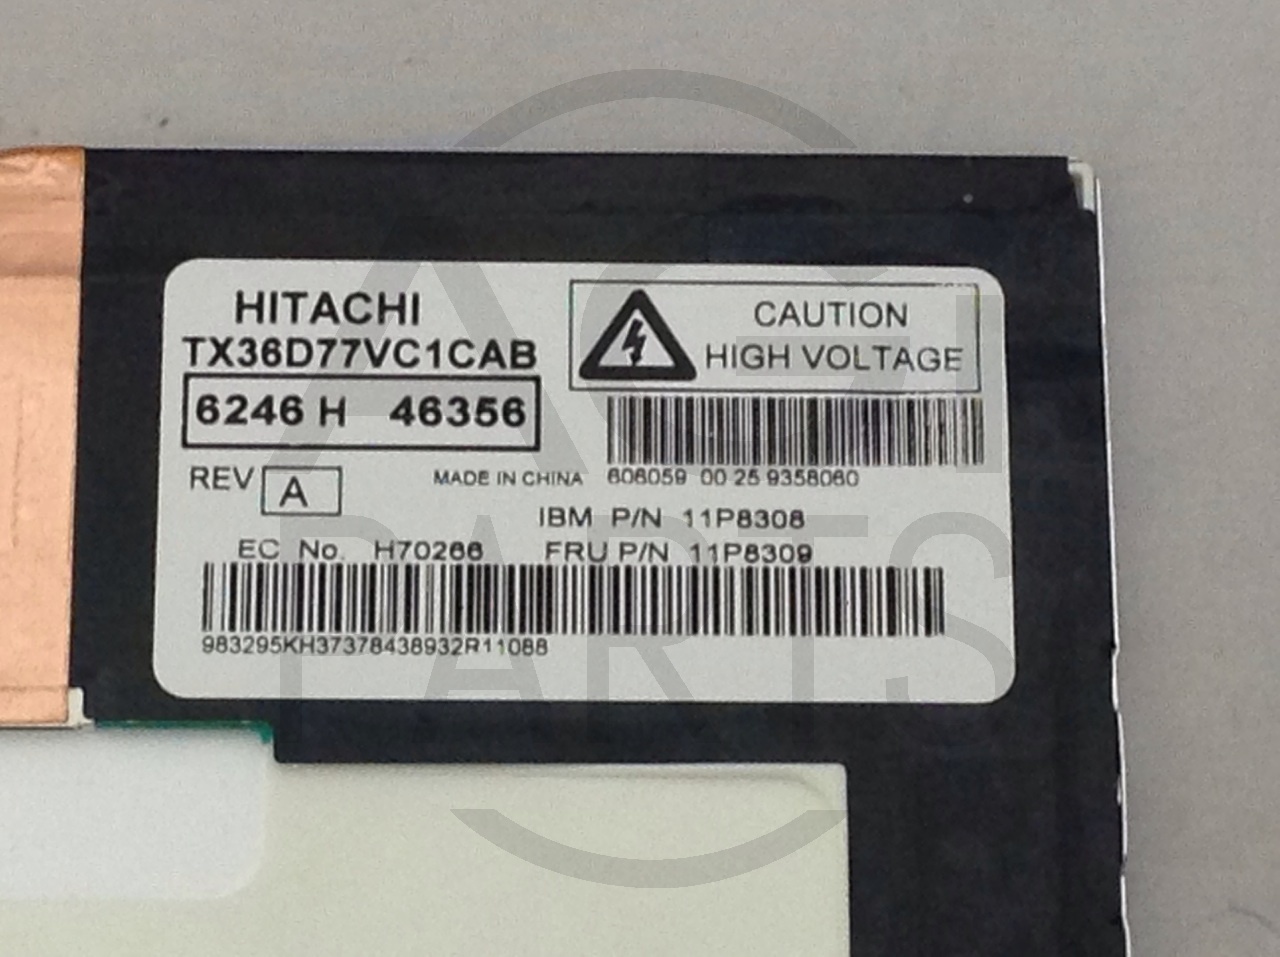 HITACHI
TX36D77VC1CAB
6246 H 46356
CAUTION
HIGH VOLTAGE
REV A
MADE IN CHINA
606059 00 25 9358060
IBM P/N 11P8308
EC No. H70266 FRU P/N 11P8309
983295KH37378438932R11088
PARTS